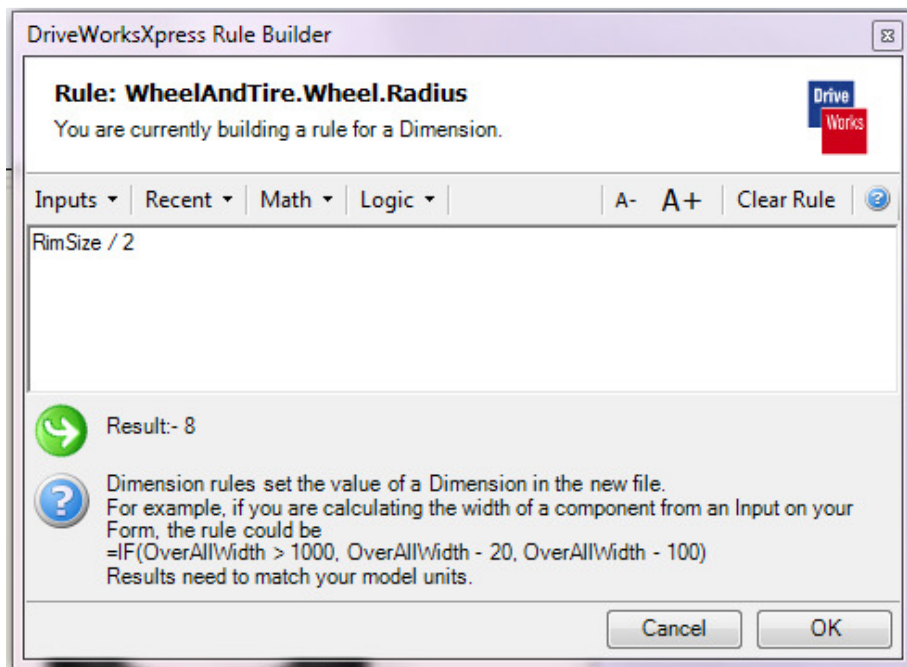 DriveWorksXpress Rule Builder
Rule: WheelAndTire.Wheel.Radius
You are currently building a rule for a Dimension.
Drive
Works
Inputs Recent Math Logic A- A+ Clear Rule ?
RimSize / 2
Result:- 8
?
Dimension rules set the value of a Dimension in the new file.
For example, if you are calculating the width of a component from an Input on your
Form, the rule could be
=IF(OverAllWidth > 1000, OverAllWidth - 20, OverAllWidth - 100)
Results need to match your model units.
Cancel OK